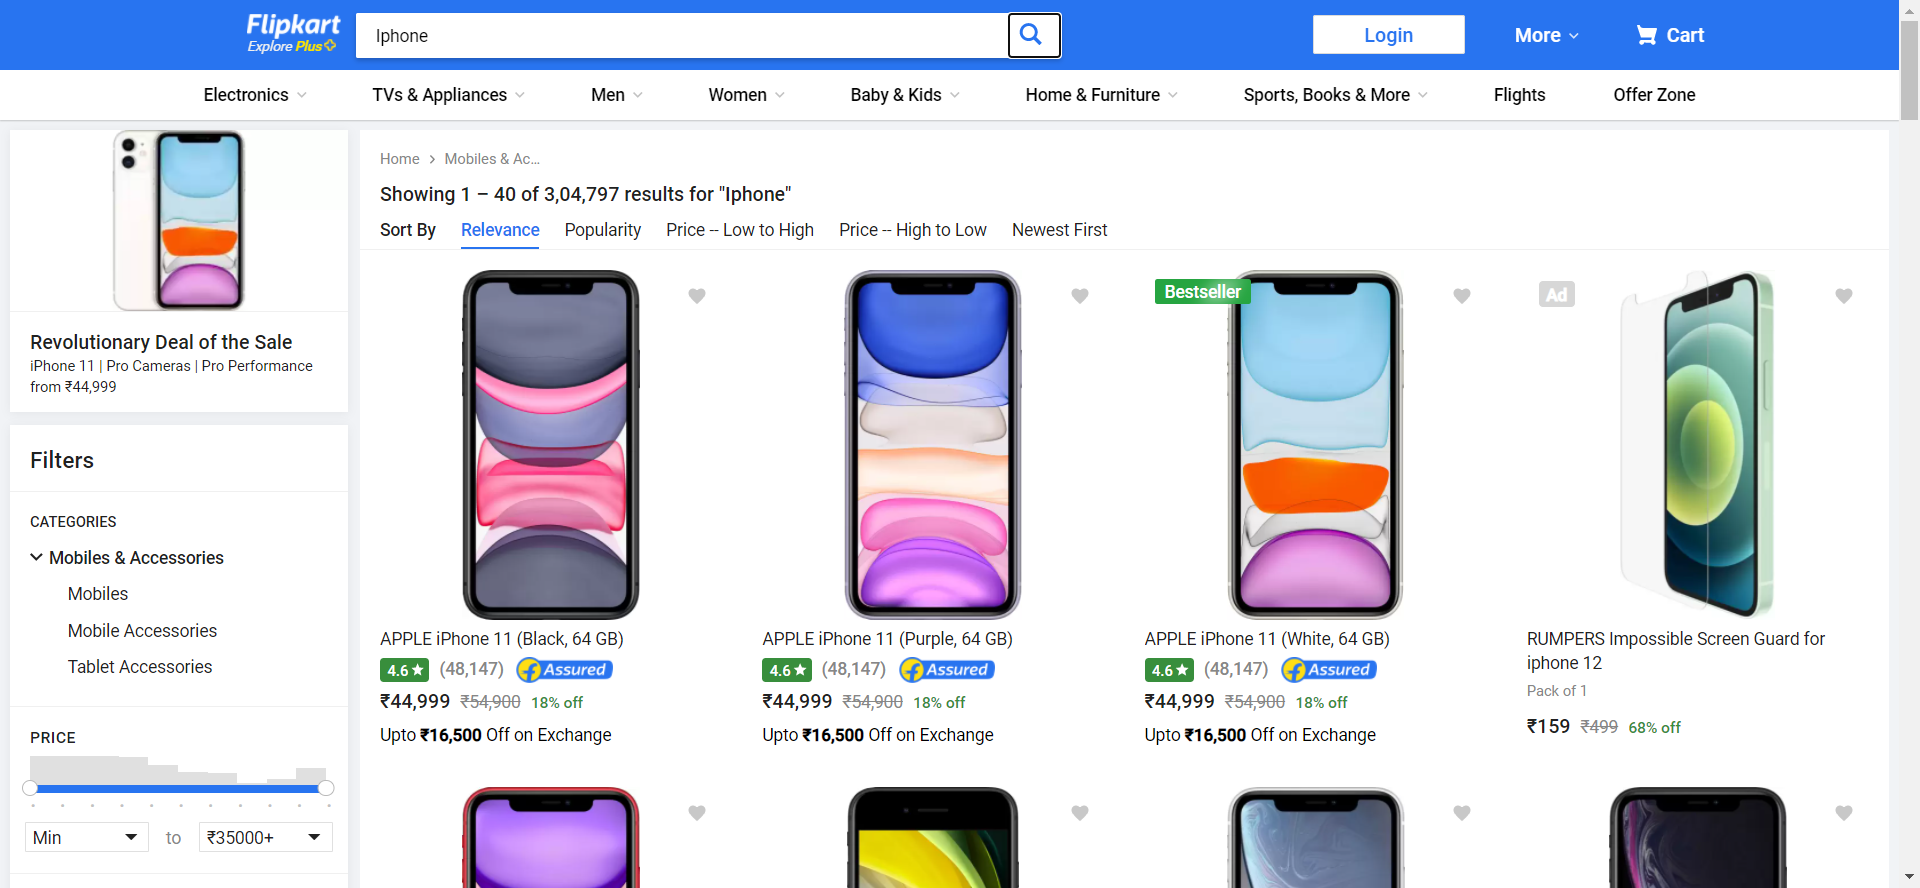 Flipkart
Explore Plus
Iphone
Login
More
Cart
Electronics
TVs & Appliances
Men
Women
Baby & Kids
Home & Furniture
Sports, Books & More
Flights
Offer Zone
Revolutionary Deal of the Sale
iPhone 11 | Pro Cameras | Pro Performance
from ₹44,999
Filters
CATEGORIES
Mobiles & Accessories
Mobiles
Mobile Accessories
Tablet Accessories
PRICE
Min to ₹35000+
Home > Mobiles & Ac...
Showing 1 – 40 of 3,04,797 results for "Iphone"
Sort By Relevance Popularity Price -- Low to High Price -- High to Low Newest First
APPLE iPhone 11 (Black, 64 GB)
4.6★ (48,147) f Assured
₹44,999 ₹54,900 18% off
Upto ₹16,500 Off on Exchange
APPLE iPhone 11 (Purple, 64 GB)
4.6★ (48,147) f Assured
₹44,999 ₹54,900 18% off
Upto ₹16,500 Off on Exchange
Bestseller
APPLE iPhone 11 (White, 64 GB)
4.6★ (48,147) f Assured
₹44,999 ₹54,900 18% off
Upto ₹16,500 Off on Exchange
Ad
RUMPERS Impossible Screen Guard for
iphone 12
Pack of 1
₹159 ₹499 68% off